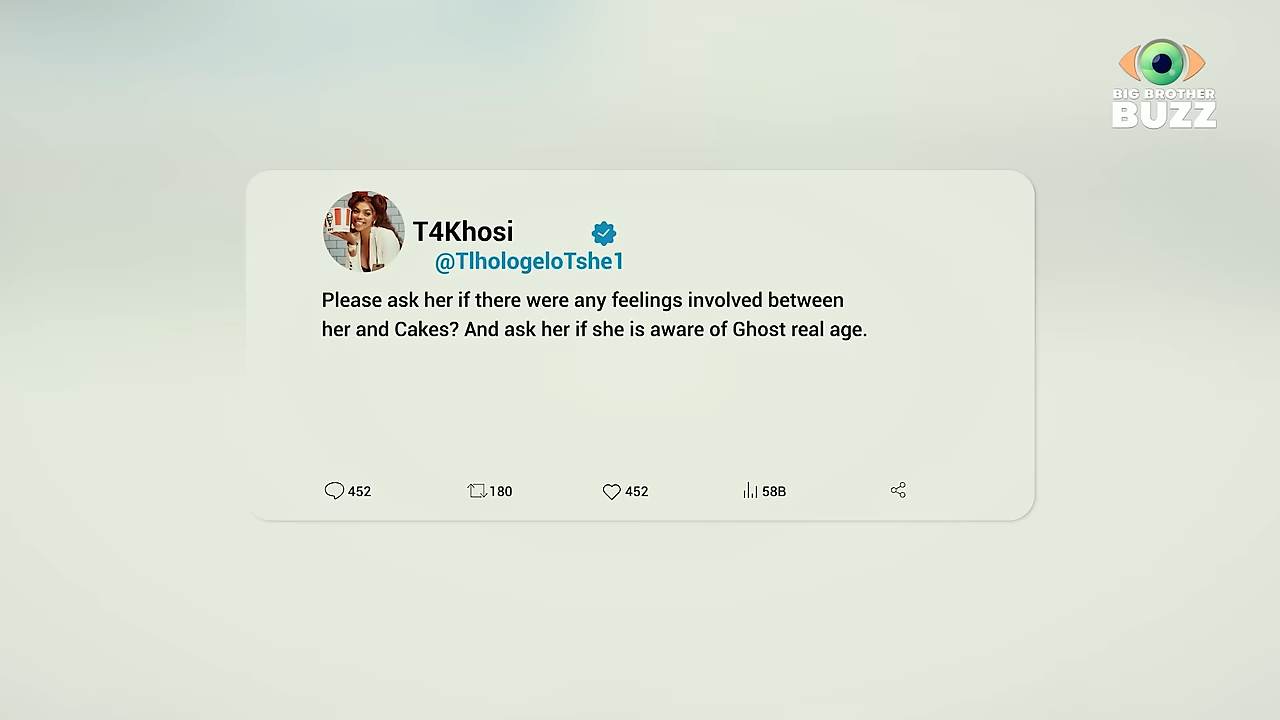 BIG BROTHER
BUZZ
T4Khosi
@TlhologeloTshe1
Please ask her if there were any feelings involved between
her and Cakes? And ask her if she is aware of Ghost real age.
452 180 452 58B